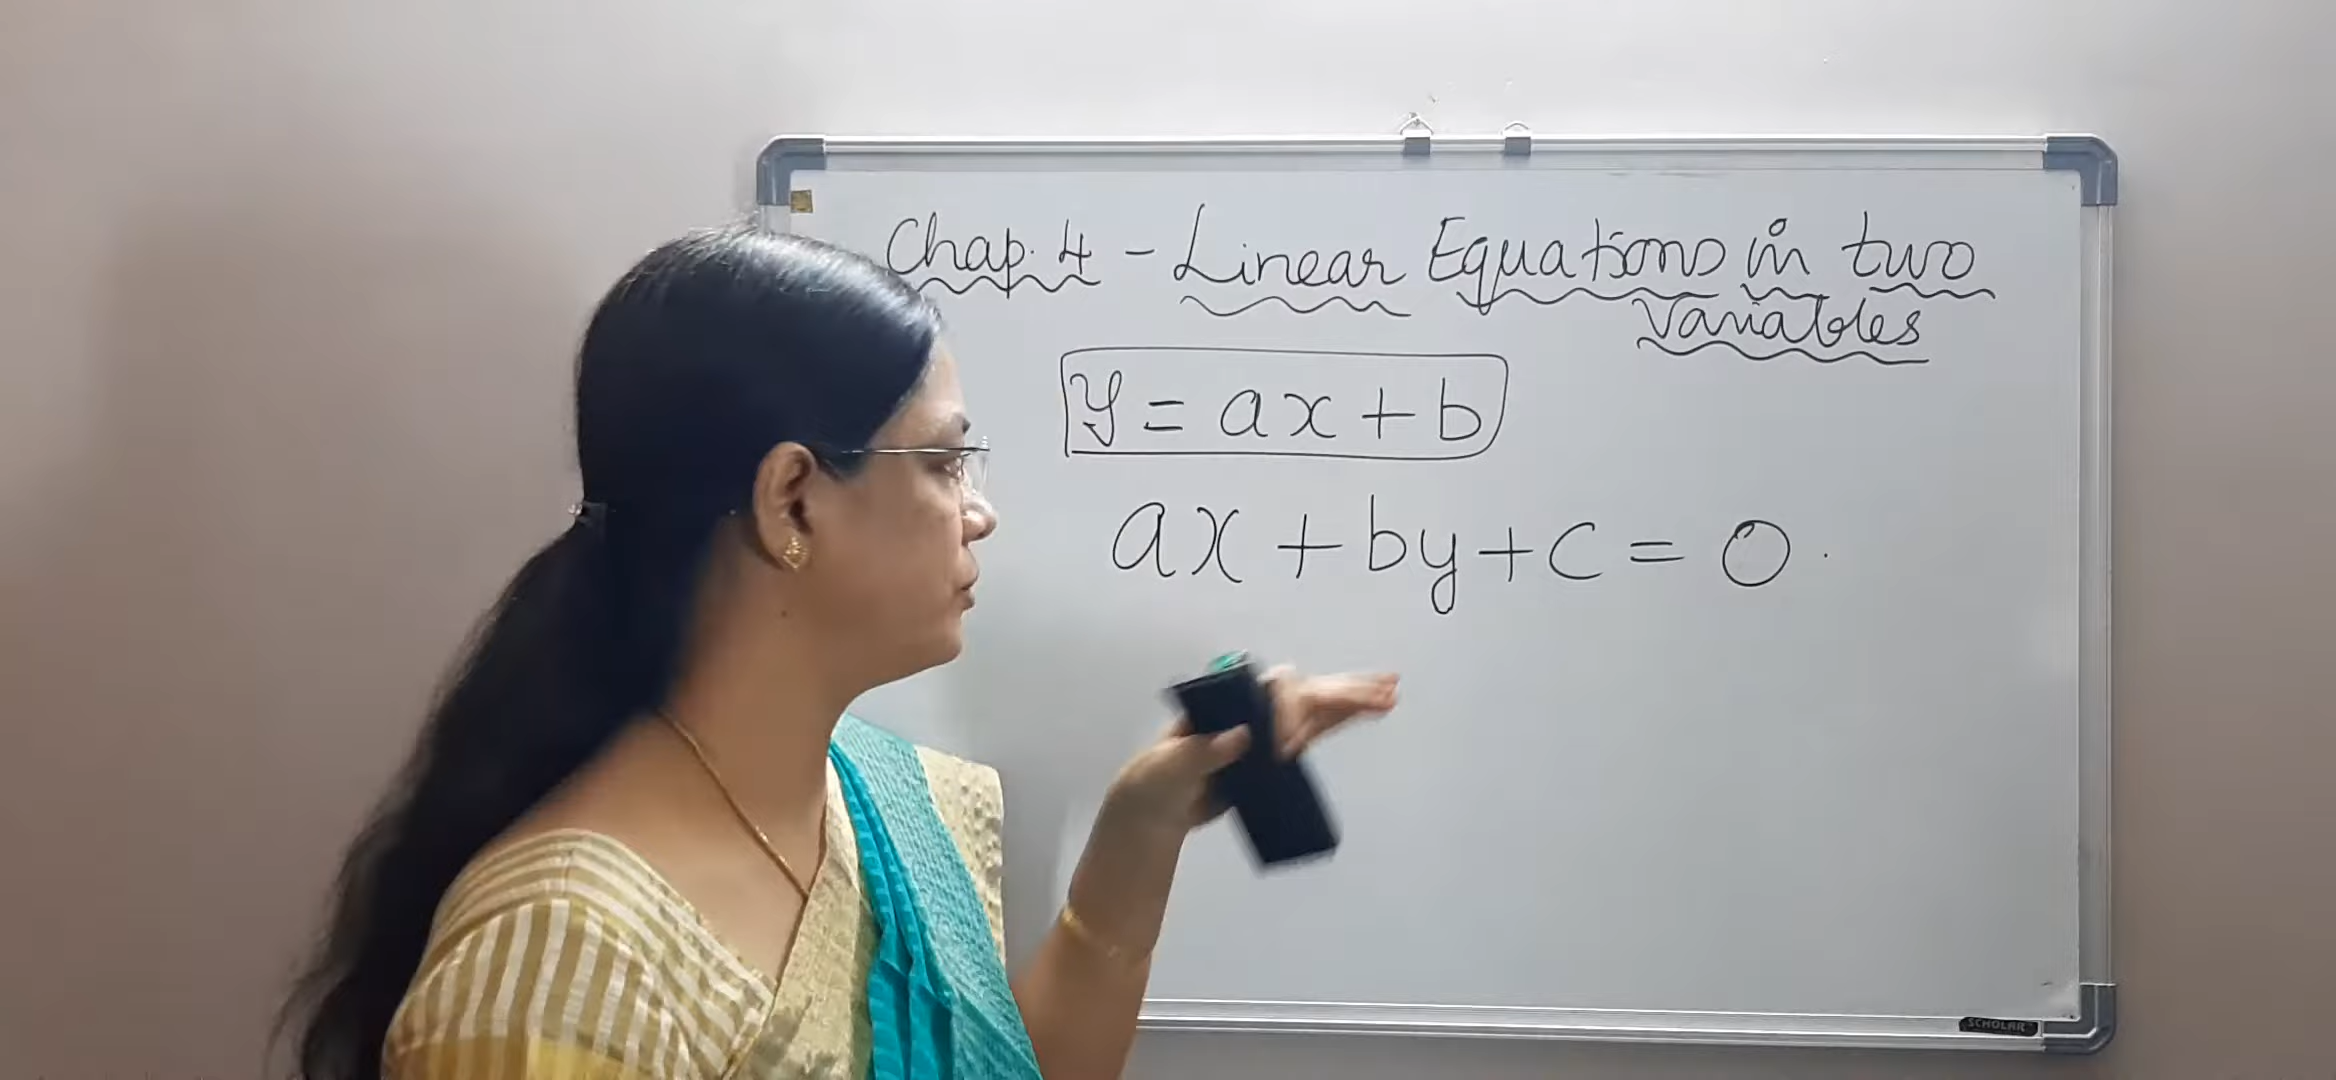 Chap. 4 - Linear Equations in two
Variables
y = ax + b
ax + by + c = 0.
SCHOLAR